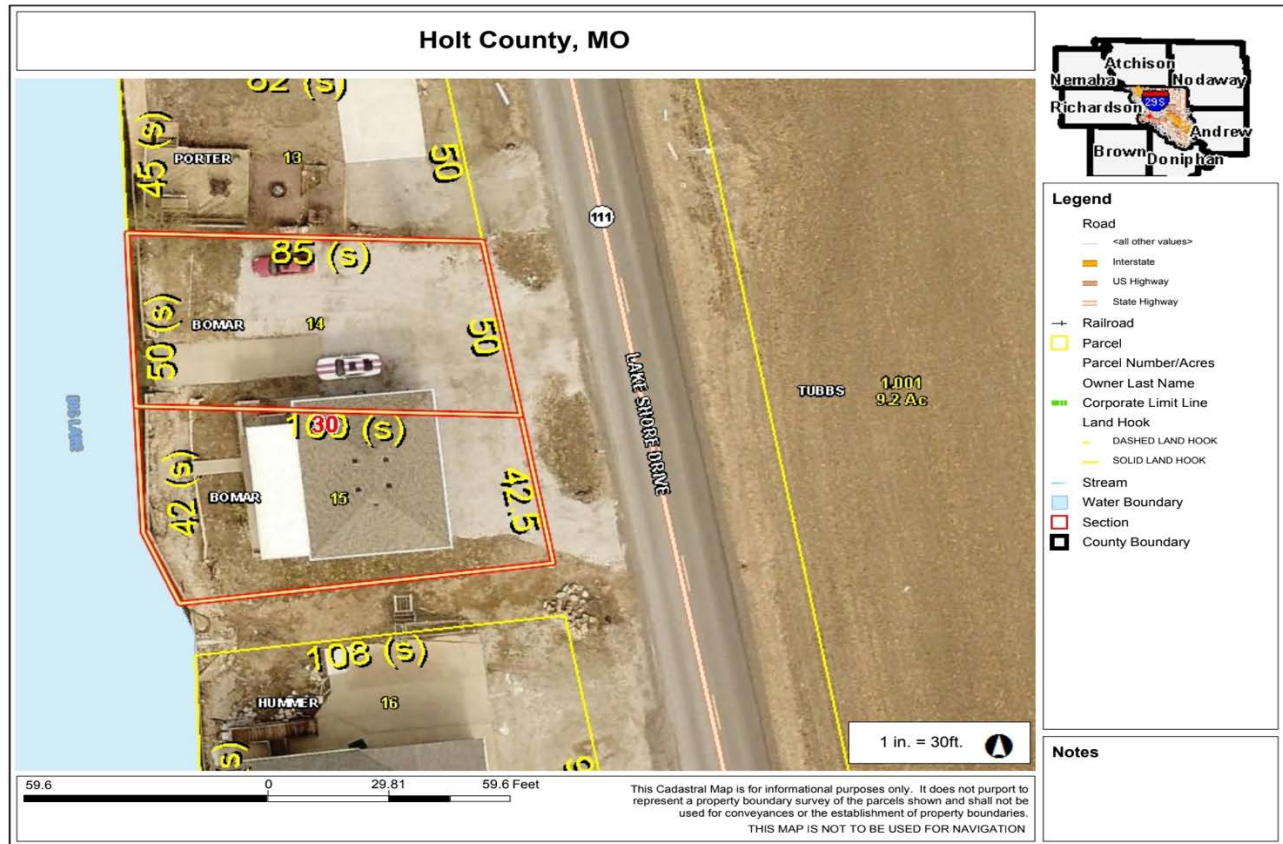 Holt County, MO
62 (s)
45 (s)
PORTER
13
50
111
85 (s)
50 (s)
BOMAR
14
50
LAKE SHORE DRIVE
TUBBS
1.001
9.2 Ac
BIG LAKE
30
(s)
42 (s)
BOMAR
15
42.5
108 (s)
HUMMER
16
(s)
1 in. = 30ft.
59.6
0
29.81
59.6 Feet
This Cadastral Map is for informational purposes only. It does not purport to
represent a property boundary survey of the parcels shown and shall not be
used for conveyances or the establishment of property boundaries.
THIS MAP IS NOT TO BE USED FOR NAVIGATION
Atchison
Nemaha
Nodaway
Richardson
29S
Andrew
Brown
Doniphan
Legend
Road
<all other values>
Interstate
US Highway
State Highway
Railroad
Parcel
Parcel Number/Acres
Owner Last Name
Corporate Limit Line
Land Hook
DASHED LAND HOOK
SOLID LAND HOOK
Stream
Water Boundary
Section
County Boundary
Notes